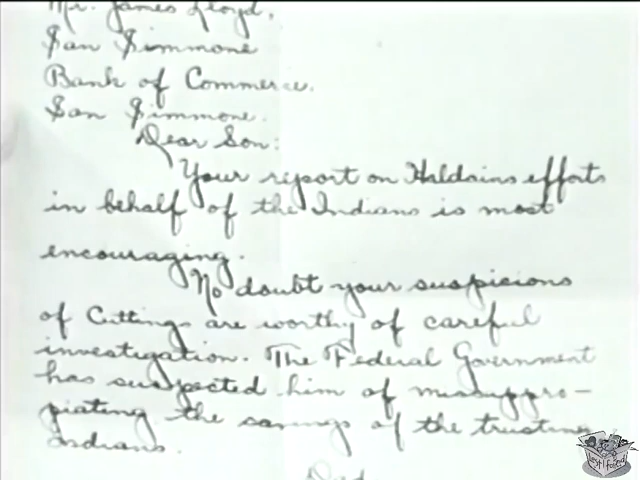 Mr. James Lloyd,
San Simmone
Bank of Commerce.
San Simmone.
Dear Son:
Your report on Haldains efforts
in behalf of the Indians is most
encouraging.
No doubt your suspicions
of Cuttings are worthy of careful
investigation. The Federal Government
has suspected him of missappro-
piating the savings of the trusting
Indians.
Dad